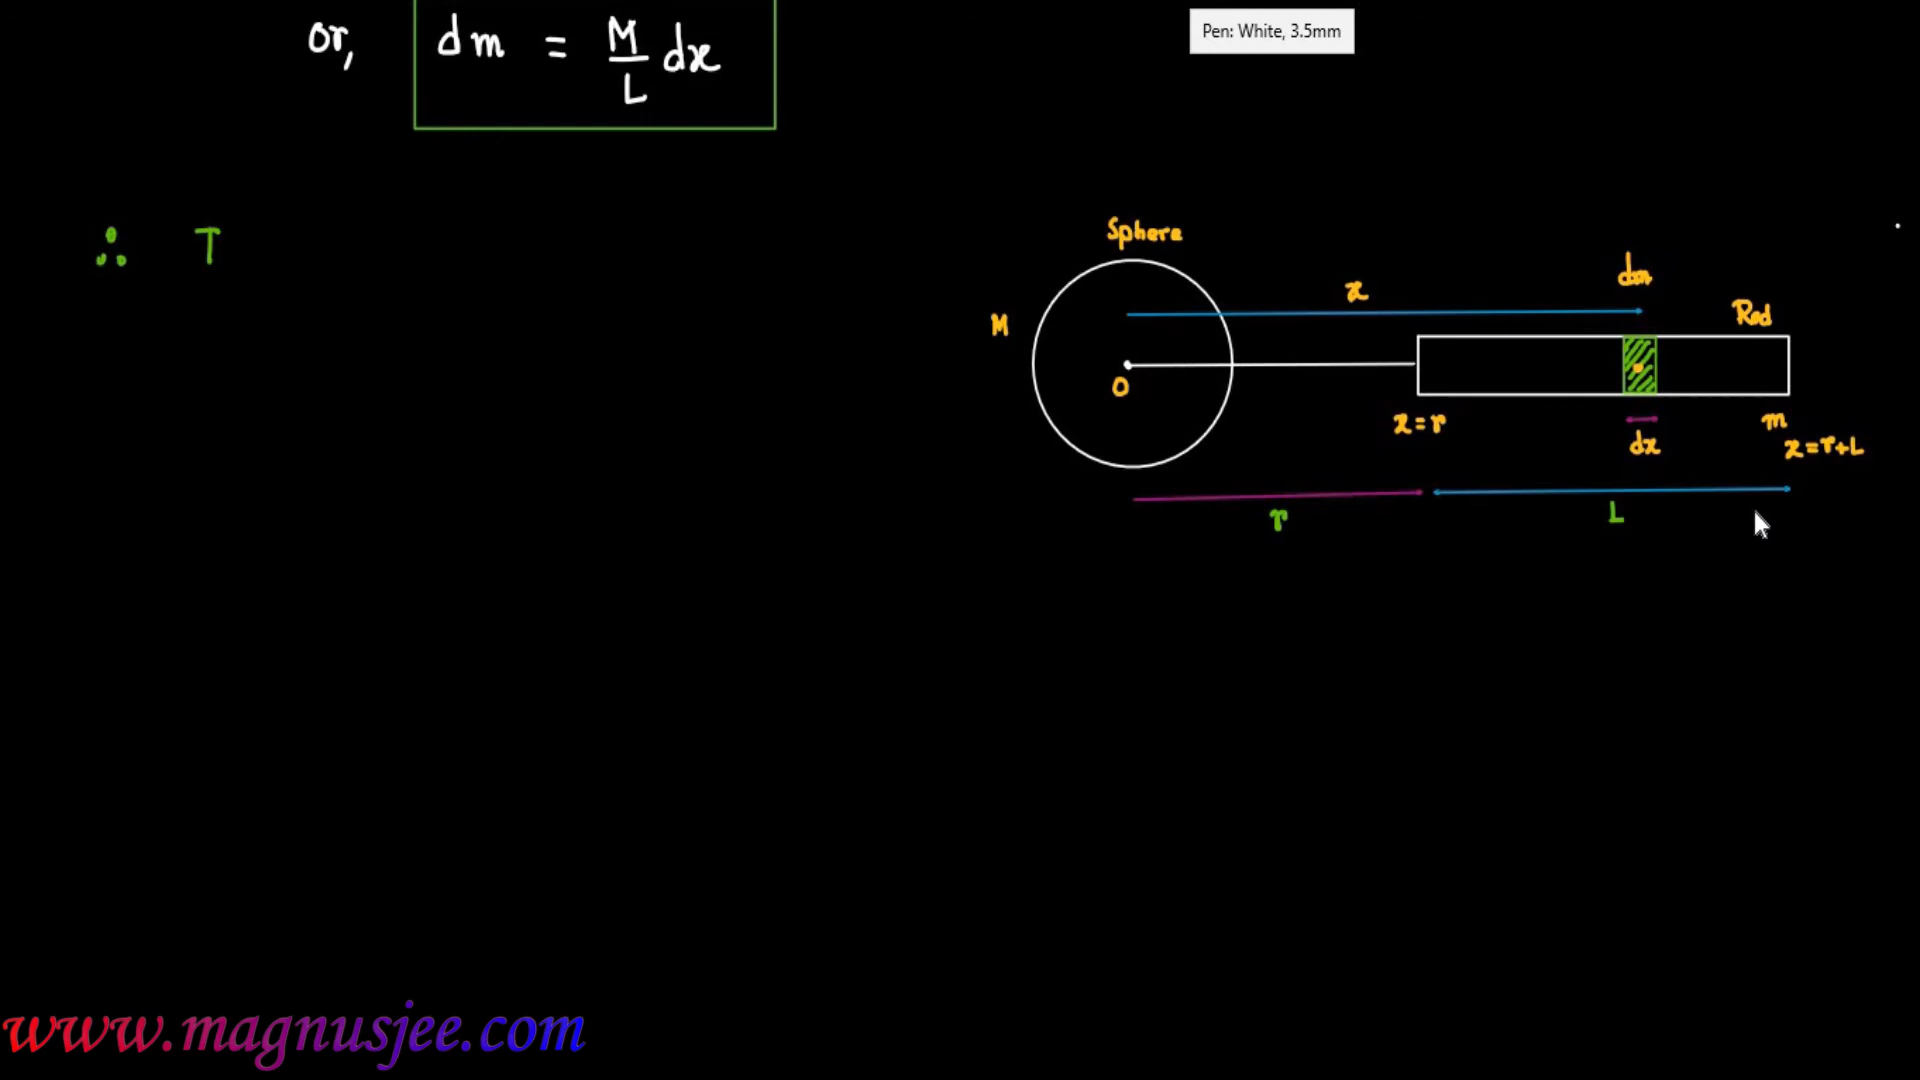 Pen: White, 3.5mm
or, dm = M/L dx
∴ T
Sphere
dm
x
Rod
M
O
x=r
m
dx
x=r+L
r
L
www.magnusjee.com